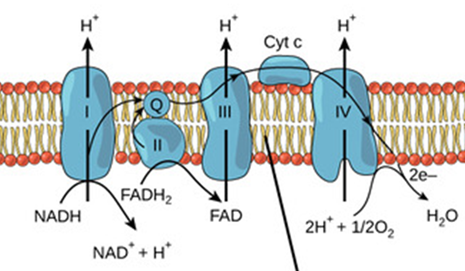 H⁺ H⁺ H⁺
Cyt c
I Q III IV
II
FADH₂
2e–
NADH FAD 2H⁺ + 1/2O₂ H₂O
NAD⁺ + H⁺